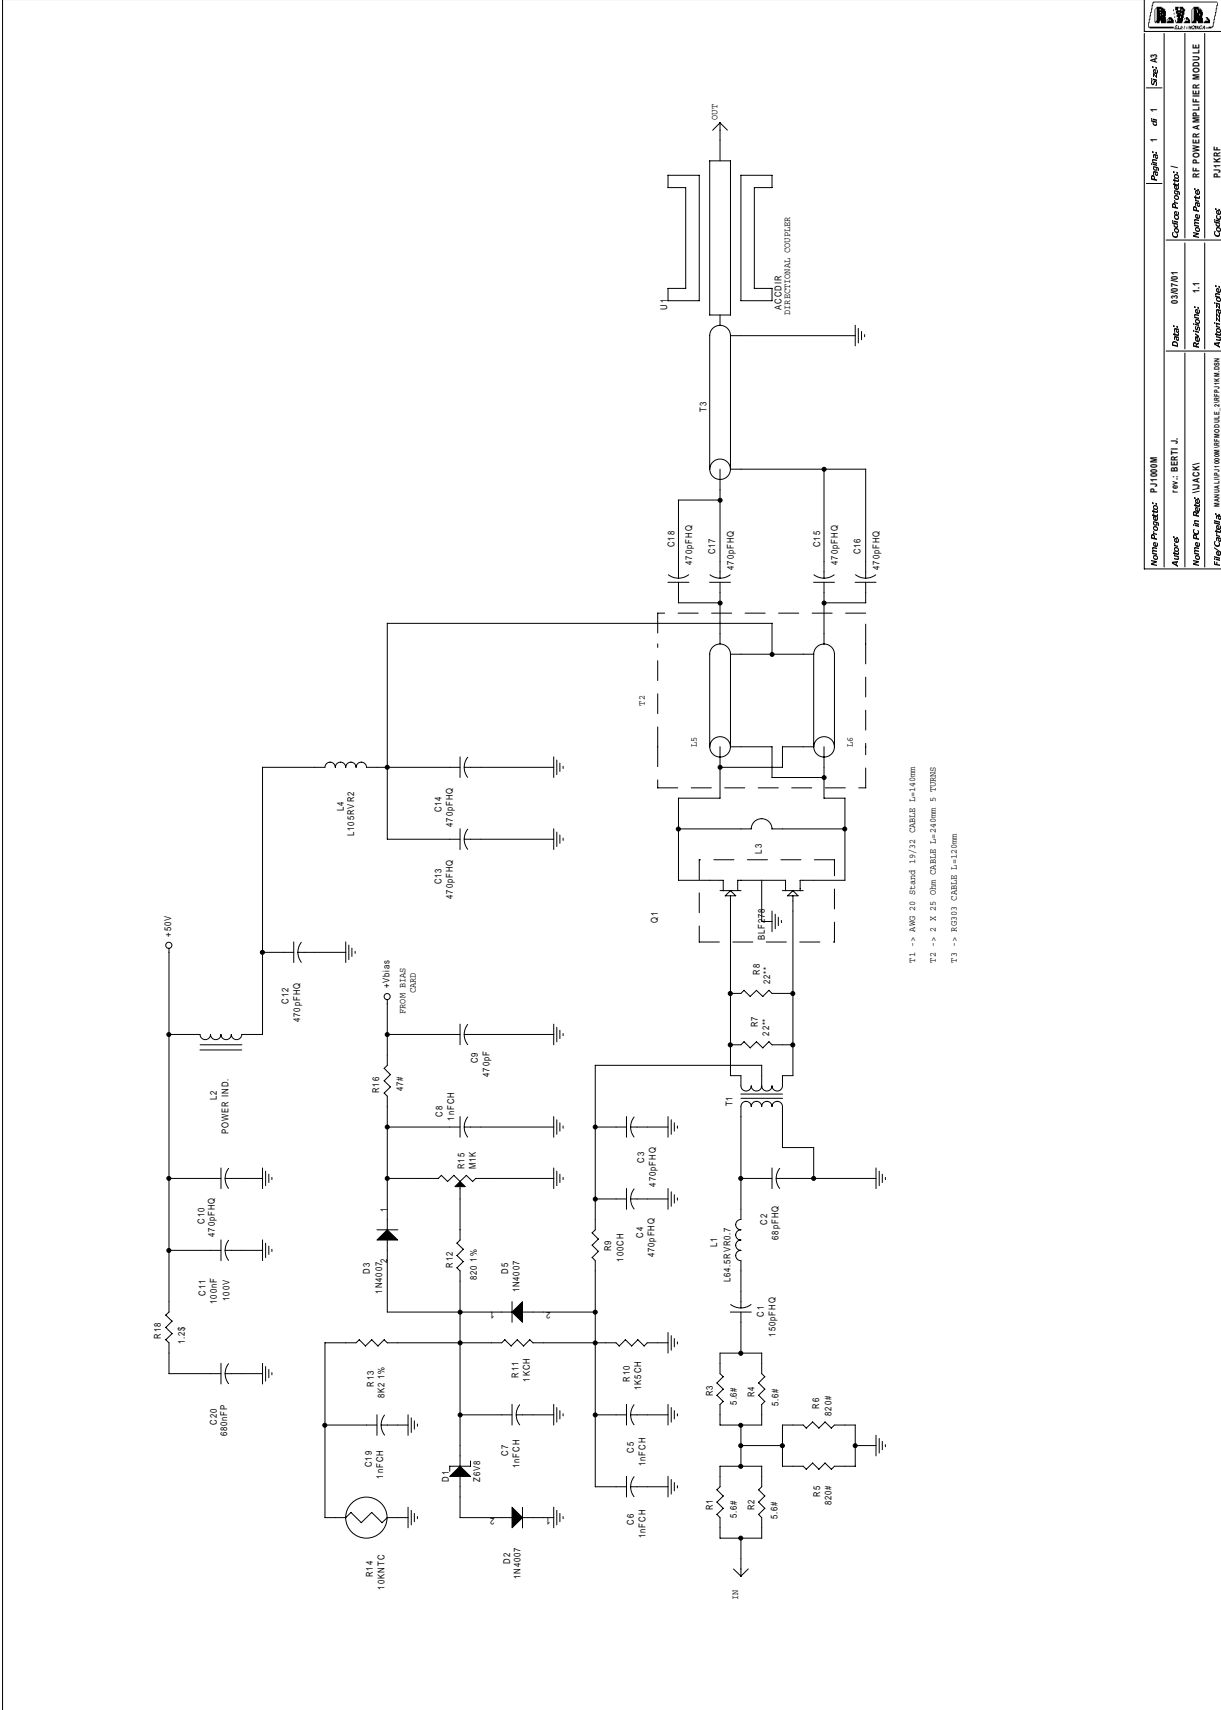 +50V
R18
1.2$
C20
680nFP
C11
100nF
100V
C10
470pFHQ
L2
POWER IND.
C12
470pFHQ
L4
L105RVR2
C14
470pFHQ
C13
470pFHQ
+Vbias
FROM BIAS
CARD
R16
47#
C9
470pF
C8
1nFCH
R15
M1K
D3
1N4007
1
2
R12
820 1%
D5
1N4007
1
2
R13
8K2 1%
R11
1KCH
C19
1nFCH
R14
10KNTC
D1
Z6V8
C7
1nFCH
D2
1N4007
2
1
R9
100CH
C4
470pFHQ
C3
470pFHQ
R10
1K5CH
C5
1nFCH
C6
1nFCH
IN
R1
5.6#
R2
5.6#
R3
5.6#
R4
5.6#
R5
820#
R6
820#
C1
150pFHQ
L1
L64.5RVR0.7
C2
68pFHQ
T1
R7
22**
R8
22**
Q1
BLF278
L3
T2
L5
L6
C18
470pFHQ
C17
470pFHQ
C15
470pFHQ
C16
470pFHQ
T3
U1
ACCDIR
DIRECTIONAL COUPLER
OUT
T1 -> AWG 20 Stand 19/32 CABLE L=140mm
T2 -> 2 X 25 Ohm CABLE L=240mm 5 TURNS
T3 -> RG303 CABLE L=120mm
Nome Progetto: PJ1000M Pagina: 1 di 1 Size: A3
Autore: rev.: BERTI J. Data: 03/07/01 Codice Progetto: /
Nome PC in Rete: \\JACK\ Revisione: 1.1 Nome Parte: RF POWER AMPLIFIER MODULE
File/Cartella: Autorizzazione: Codice: PJ1KRF
R.V.R.
ELETTRONICA